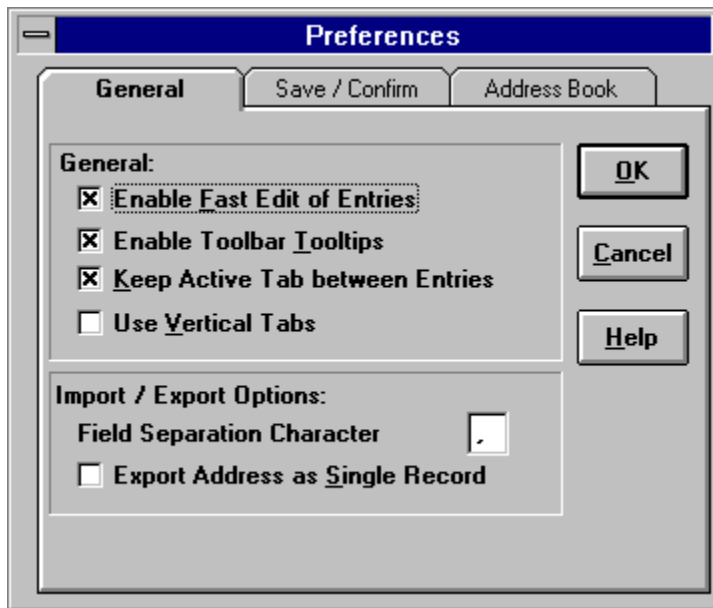 Preferences
General
Save / Confirm
Address Book
General:
Enable Fast Edit of Entries
Enable Toolbar Tooltips
Keep Active Tab between Entries
Use Vertical Tabs
OK
Cancel
Help
Import / Export Options:
Field Separation Character ,
Export Address as Single Record